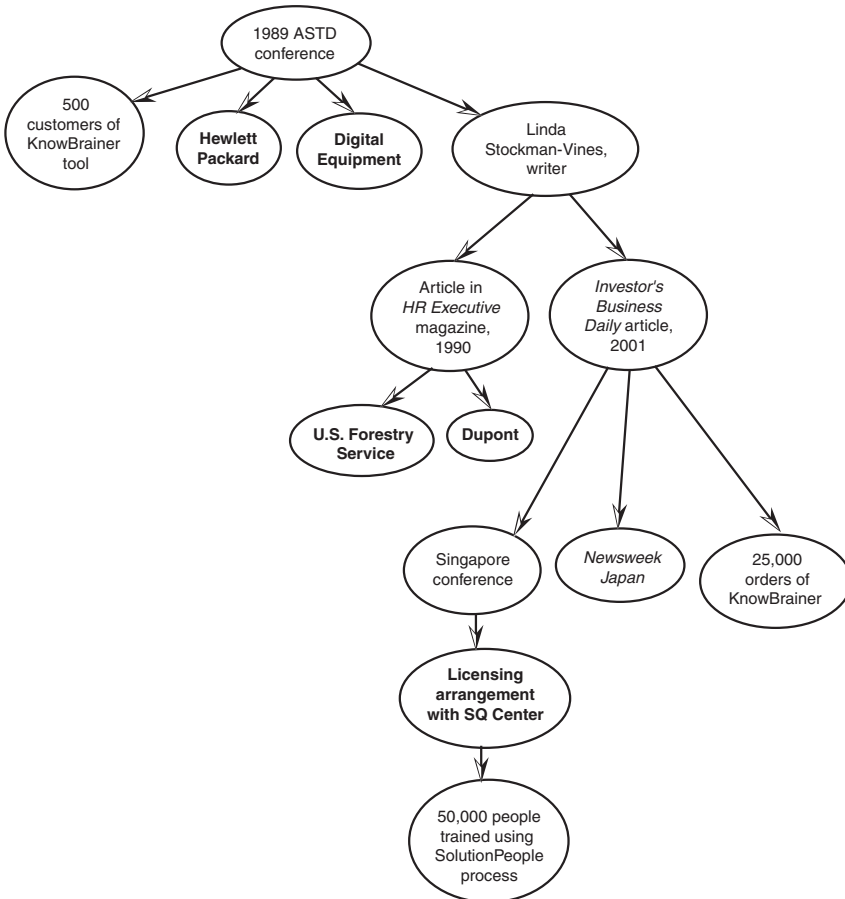 1989 ASTD
conference
500
customers of
KnowBrainer
tool
Hewlett
Packard
Digital
Equipment
Linda
Stockman-Vines,
writer
Article in
HR Executive
magazine,
1990
Investor's
Business
Daily article,
2001
U.S. Forestry
Service
Dupont
Singapore
conference
Newsweek
Japan
25,000
orders of
KnowBrainer
Licensing
arrangement
with SQ Center
50,000 people
trained using
SolutionPeople
process